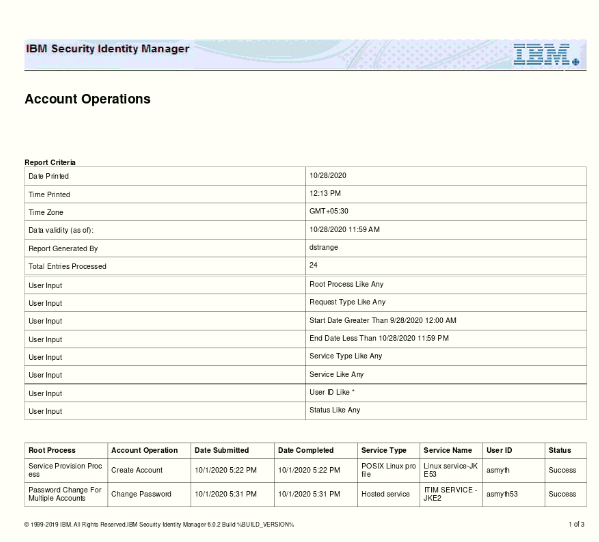 IBM Security Identity Manager
IBM.
Account Operations
Report Criteria
Date Printed 10/28/2020
Time Printed 12:13 PM
Time Zone GMT+05:30
Data validity (as of): 10/28/2020 11:59 AM
Report Generated By dstrange
Total Entries Processed 24
User Input Root Process Like Any
User Input Request Type Like Any
User Input Start Date Greater Than 9/28/2020 12:00 AM
User Input End Date Less Than 10/28/2020 11:59 PM
User Input Service Type Like Any
User Input Service Like Any
User Input User ID Like *
User Input Status Like Any
Root Process Account Operation Date Submitted Date Completed Service Type Service Name User ID Status
Service Provision Proc
ess
Create Account 10/1/2020 5:22 PM 10/1/2020 5:22 PM
POSIX Linux pro
file
Linux service-JK
E53
asmyth Success
Password Change For
Multiple Accounts
Change Password 10/1/2020 5:31 PM 10/1/2020 5:31 PM Hosted service
ITIM SERVICE -
JKE2
asmyth53 Success
© 1999-2019 IBM. All Rights Reserved.IBM Security Identity Manager 6.0.2 Build %BUILD_VERSION% 1 of 3